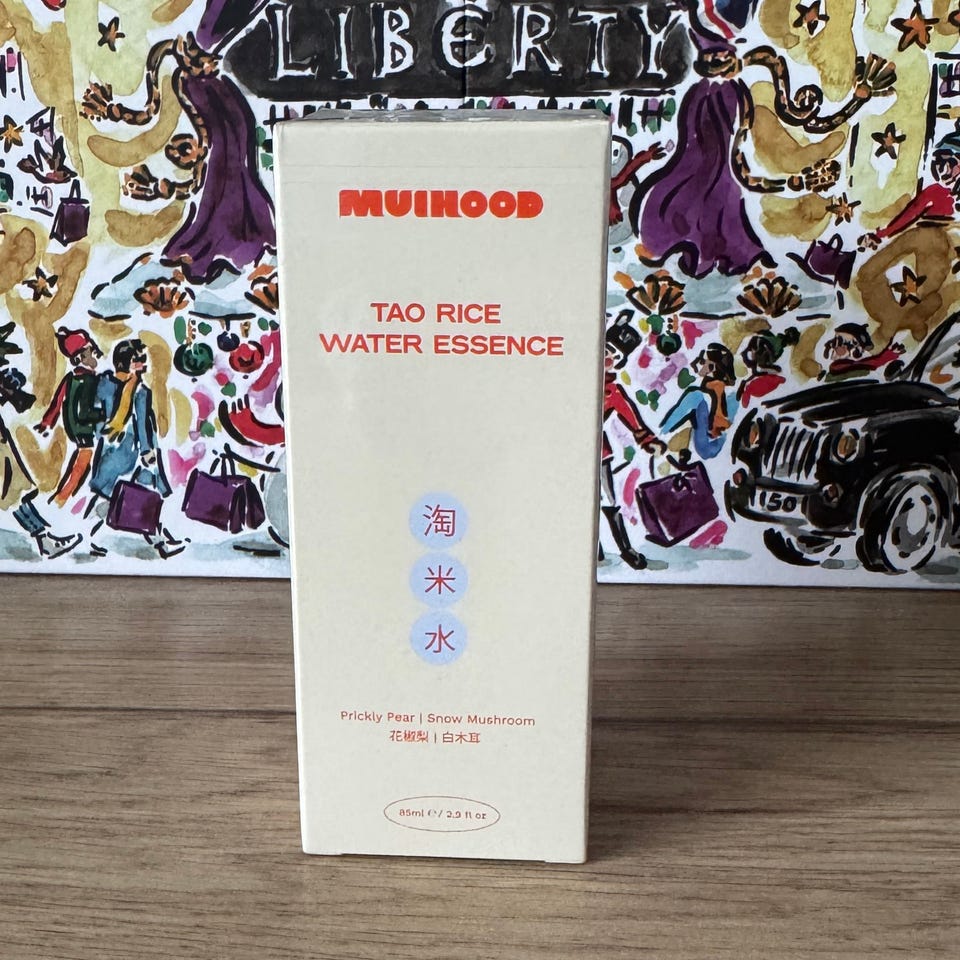 LIBERTY
MUIHOOD
TAO RICE
WATER ESSENCE
淘
米
水
Prickly Pear | Snow Mushroom
花椒梨 | 白木耳
85ml ℮ / 2.9 fl oz
150